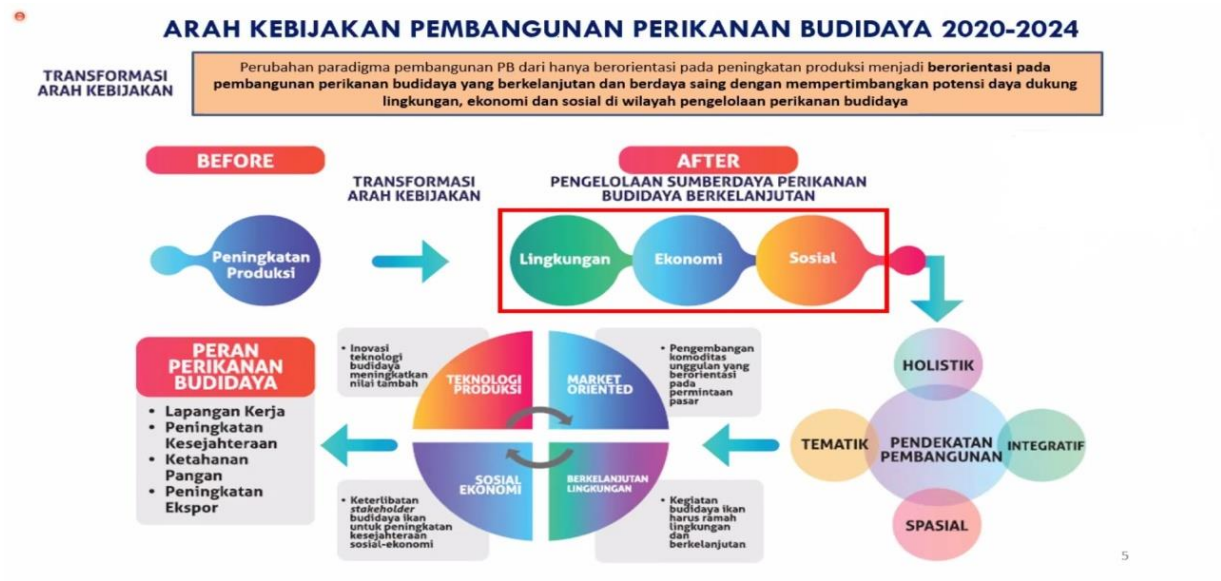 ARAH KEBIJAKAN PEMBANGUNAN PERIKANAN BUDIDAYA 2020-2024
TRANSFORMASI
ARAH KEBIJAKAN
Perubahan paradigma pembangunan PB dari hanya berorientasi pada peningkatan produksi menjadi berorientasi pada
pembangunan perikanan budidaya yang berkelanjutan dan berdaya saing dengan mempertimbangkan potensi daya dukung
lingkungan, ekonomi dan sosial di wilayah pengelolaan perikanan budidaya
BEFORE
Peningkatan
Produksi
TRANSFORMASI
ARAH KEBIJAKAN
AFTER
PENGELOLAAN SUMBERDAYA PERIKANAN
BUDIDAYA BERKELANJUTAN
Lingkungan
Ekonomi
Sosial
HOLISTIK
TEMATIK
PENDEKATAN
PEMBANGUNAN
INTEGRATIF
SPASIAL
• Inovasi
teknologi
budidaya
meningkatkan
nilai tambah
TEKNOLOGI
PRODUKSI
MARKET
ORIENTED
• Pengembangan
komoditas
unggulan yang
berorientasi
pada
permintaan
pasar
• Keterlibatan
stakeholder
budidaya ikan
untuk peningkatan
kesejahteraan
sosial-ekonomi
SOSIAL
EKONOMI
BERKELANJUTAN
LINGKUNGAN
• Kegiatan
budidaya ikan
harus ramah
lingkungan
dan
berkelanjutan
PERAN
PERIKANAN
BUDIDAYA
• Lapangan Kerja
• Peningkatan
Kesejahteraan
• Ketahanan
Pangan
• Peningkatan
Ekspor
5